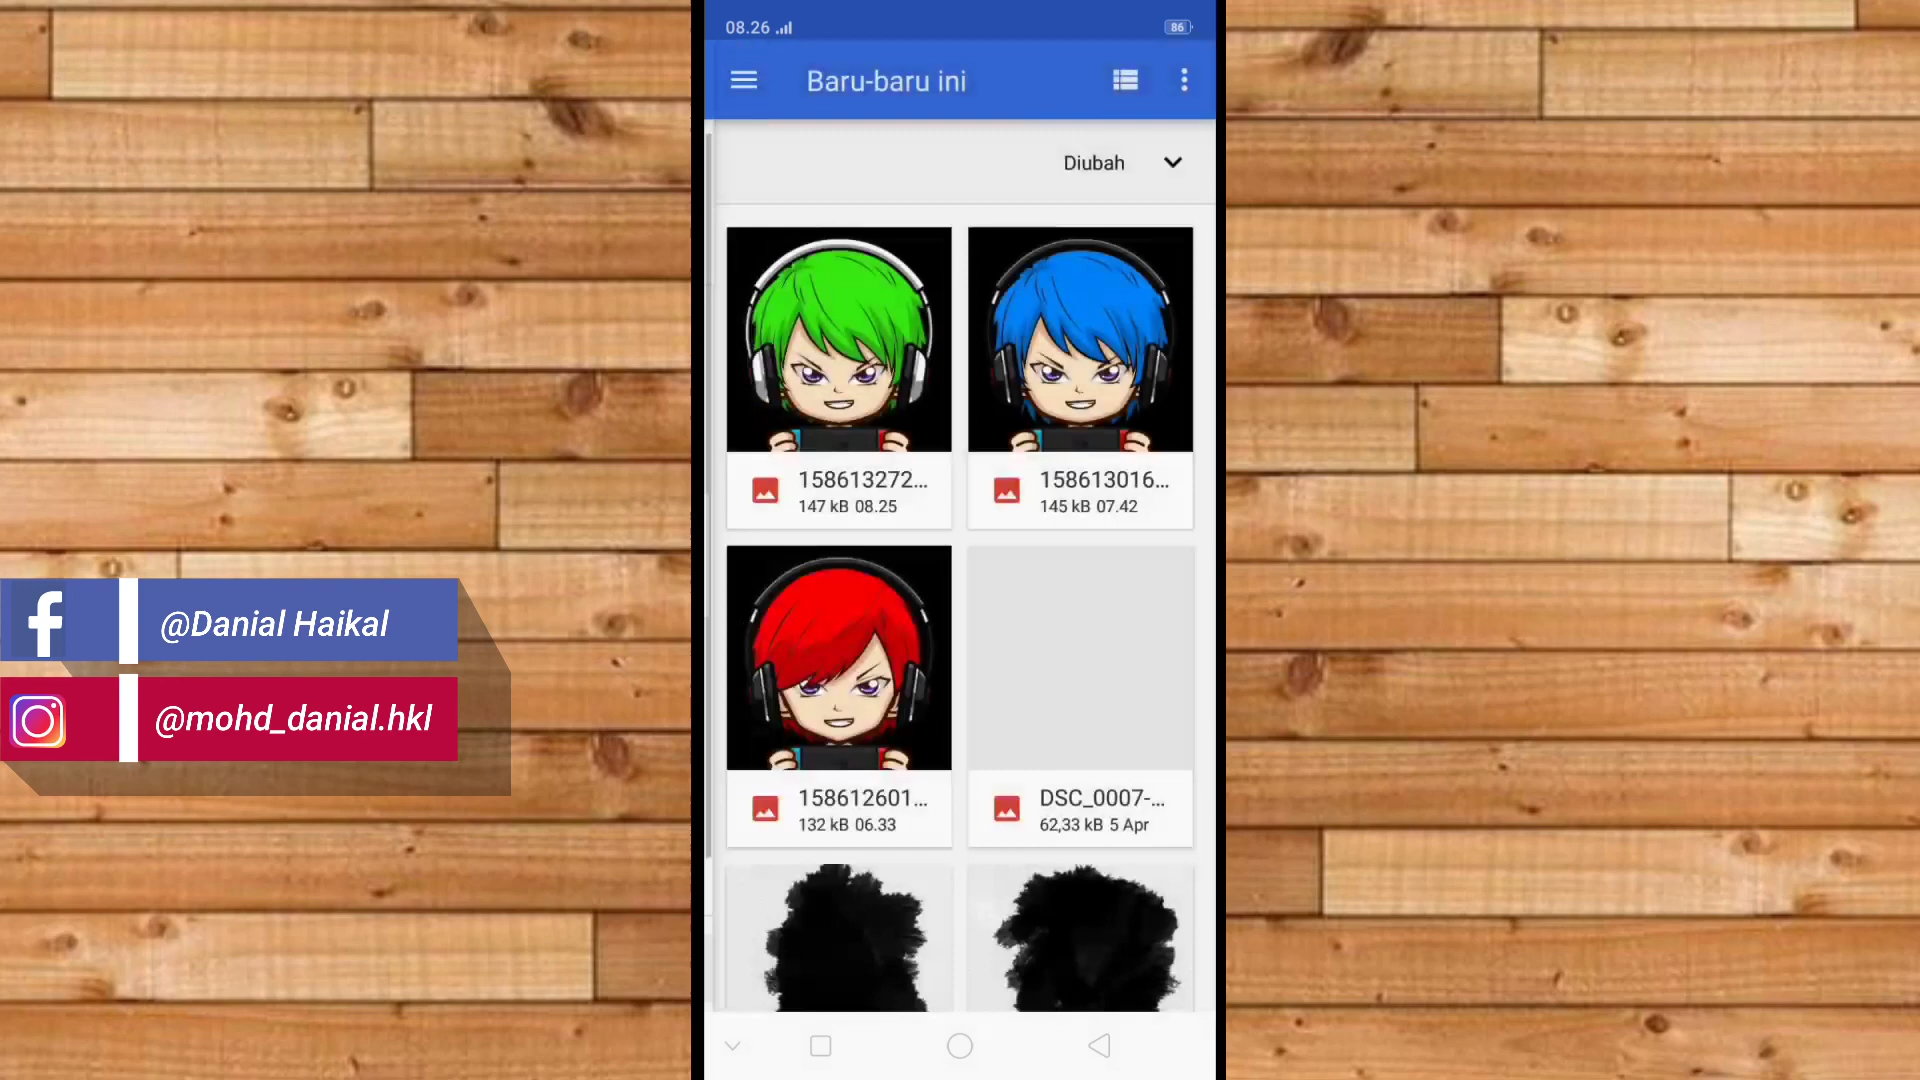 08.26
86
Baru-baru ini
Diubah
158613272...
147 kB 08.25
158613016...
145 kB 07.42
@Danial Haikal
@mohd_danial.hkl
158612601...
132 kB 06.33
DSC_0007-...
62,33 kB 5 Apr